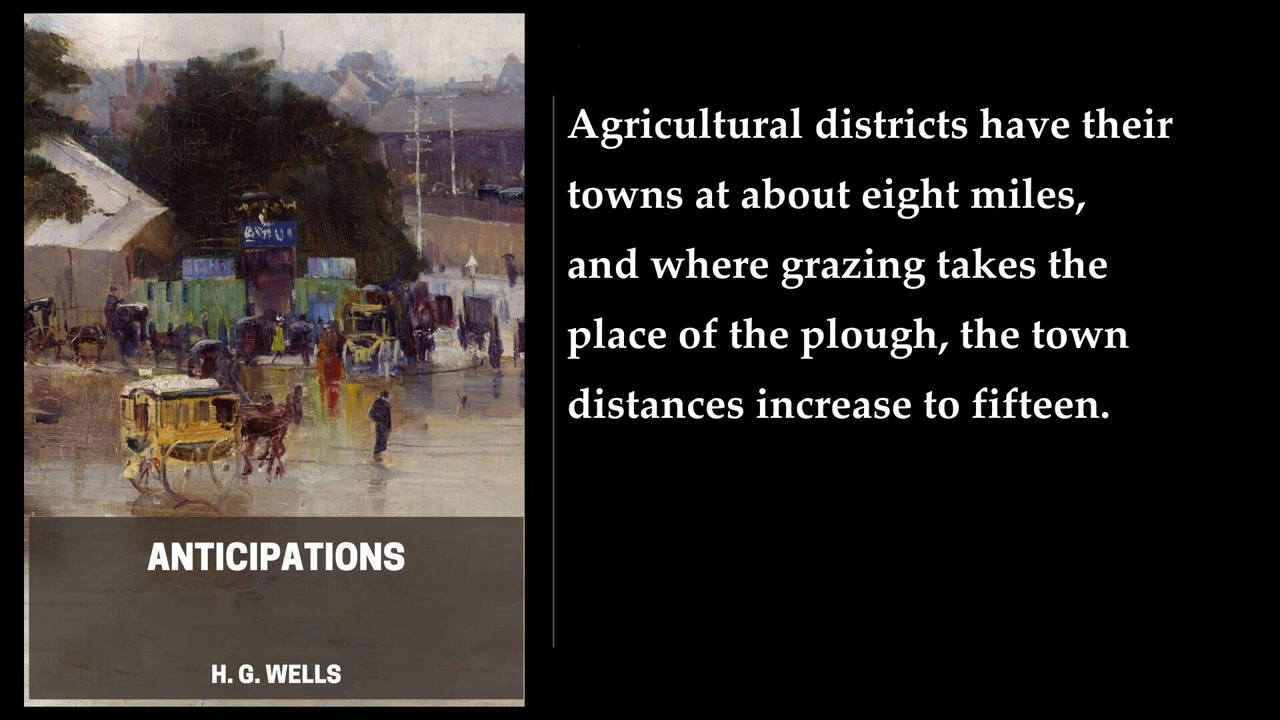 ANTICIPATIONS
H. G. WELLS
Agricultural districts have their
towns at about eight miles,
and where grazing takes the
place of the plough, the town
distances increase to fifteen.